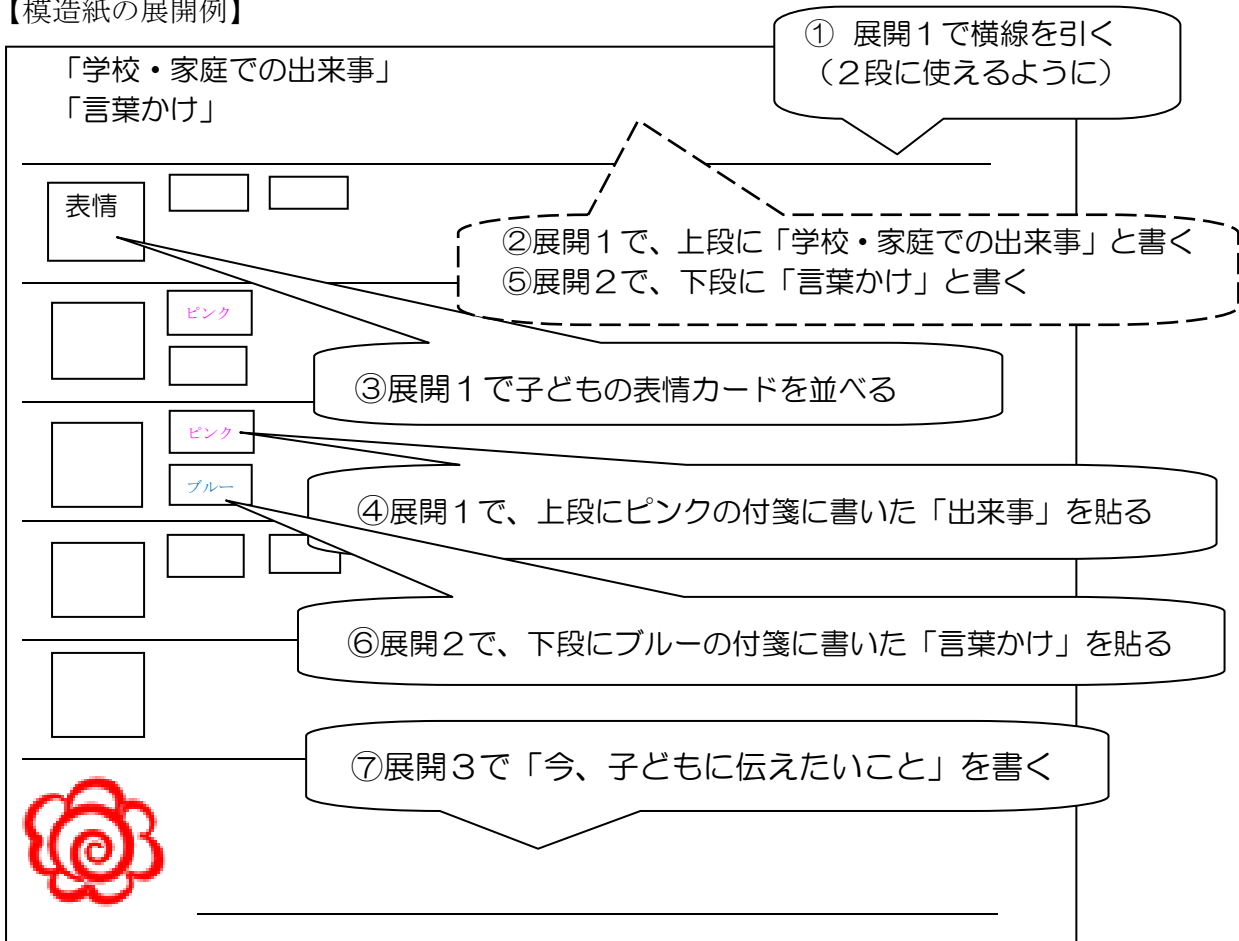 【模造紙の展開例】
① 展開1で横線を引く
（2段に使えるように）
「学校・家庭での出来事」
「言葉かけ」
表情
②展開1で、上段に「学校・家庭での出来事」と書く
⑤展開2で、下段に「言葉かけ」と書く
ピンク
③展開1で子どもの表情カードを並べる
ピンク
ブルー
④展開1で、上段にピンクの付箋に書いた「出来事」を貼る
⑥展開2で、下段にブルーの付箋に書いた「言葉かけ」を貼る
⑦展開3で「今、子どもに伝えたいこと」を書く